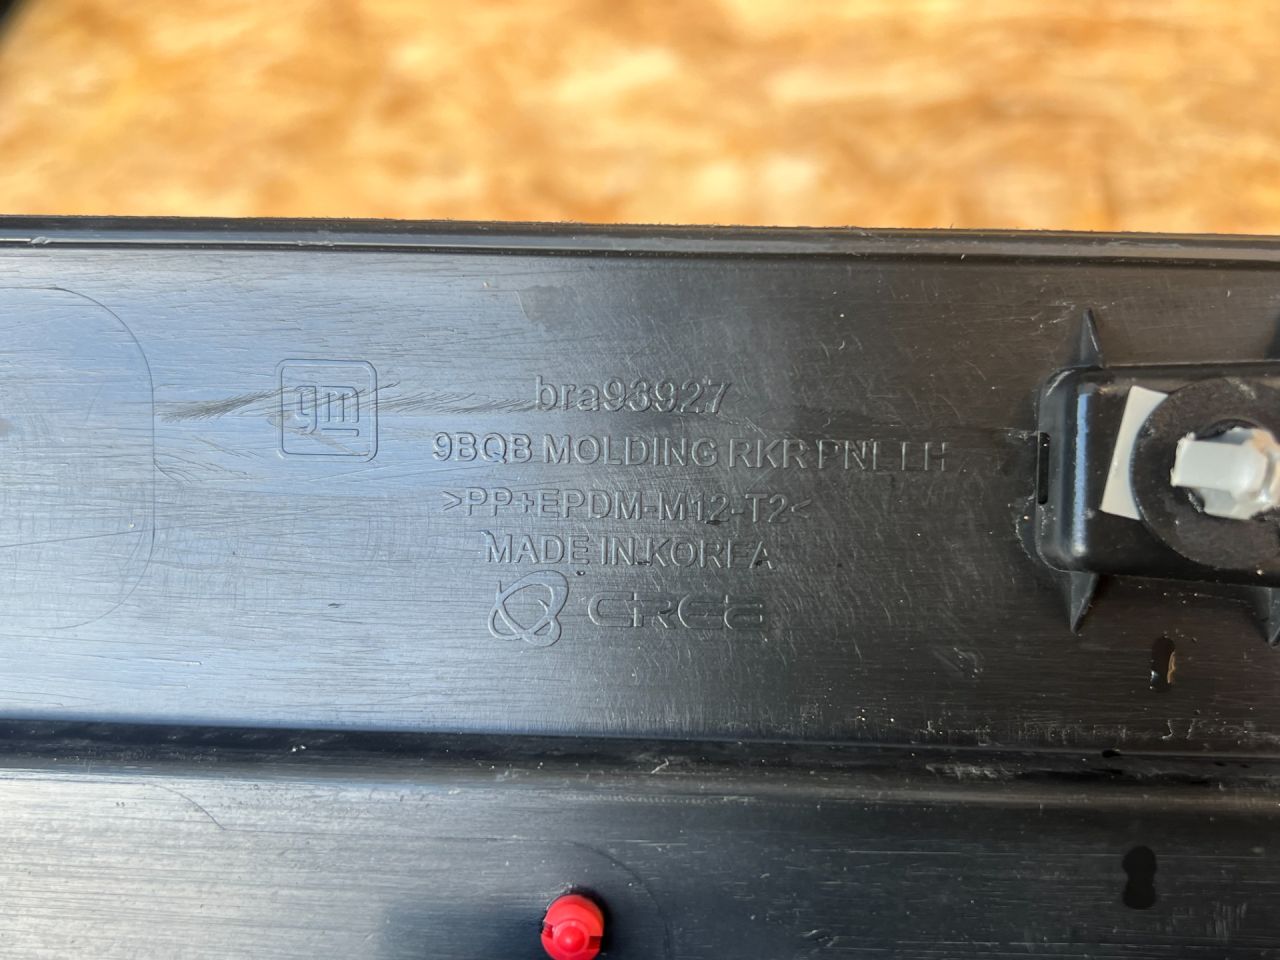 gm
bra93927
9BQB MOLDING RKR PNL LH
>PP+EPDM-M12-T2<
MADE IN KOREA
CrEa